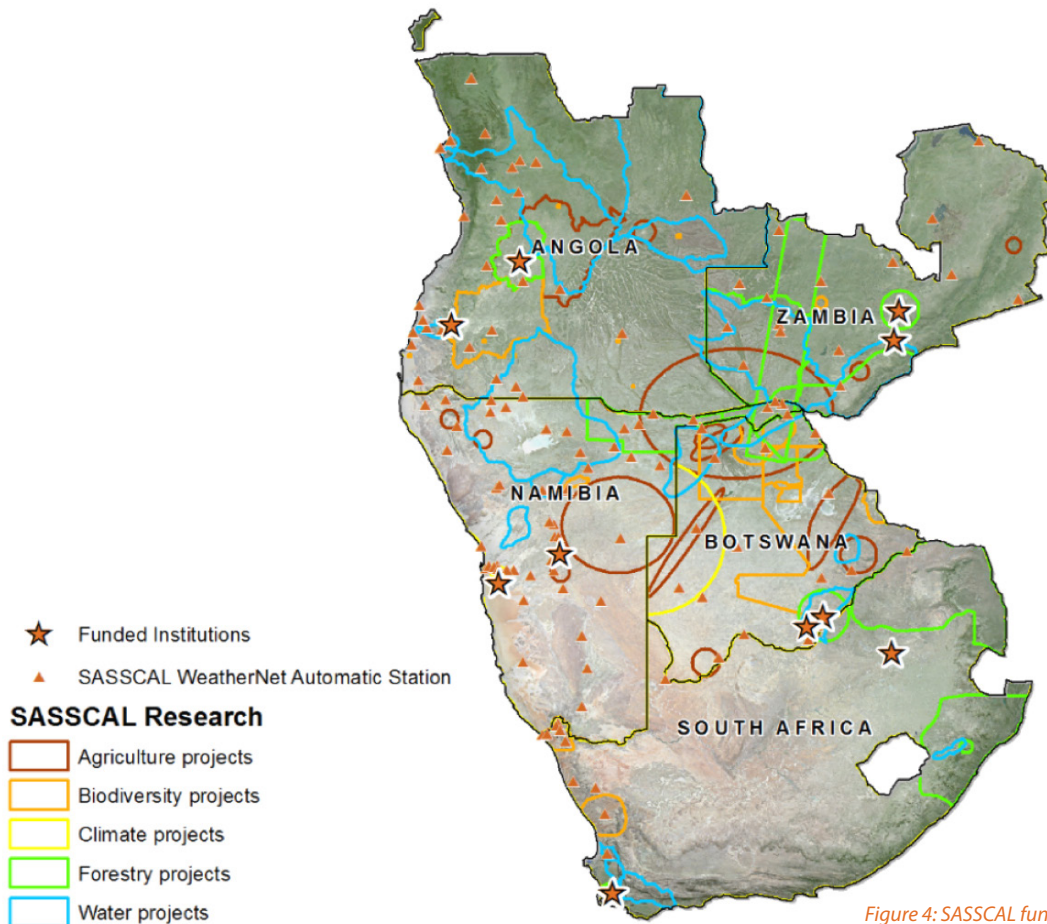 ANGOLA
ZAMBIA
NAMIBIA
BOTSWANA
SOUTH AFRICA
Funded Institutions
SASSCAL WeatherNet Automatic Station
SASSCAL Research
Agriculture projects
Biodiversity projects
Climate projects
Forestry projects
Water projects
Figure 4: SASSCAL fun